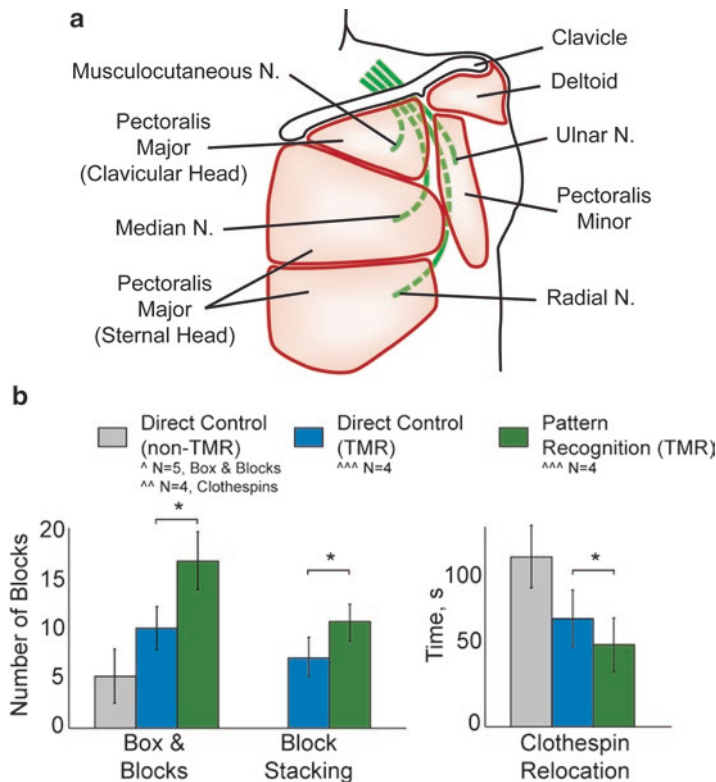 a
Clavicle
Musculocutaneous N.
Deltoid
Pectoralis
Major
(Clavicular Head)
Ulnar N.
Pectoralis
Minor
Median N.
Pectoralis
Major
(Sternal Head)
Radial N.
b
Direct Control
(non-TMR)
^ N=5, Box & Blocks
^^ N=4, Clothespins
Direct Control
(TMR)
^^^ N=4
Pattern
Recognition (TMR)
^^^ N=4
Number of Blocks
20
15
10
5
0
*
*
Box &
Blocks
Block
Stacking
Time, s
100
50
0
*
Clothespin
Relocation